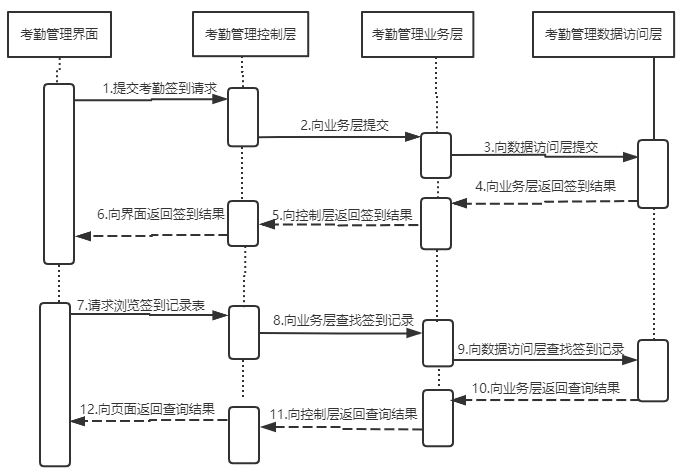 考勤管理界面
考勤管理控制层
考勤管理业务层
考勤管理数据访问层
1.提交考勤签到请求
2.向业务层提交
3.向数据访问层提交
4.向业务层返回签到结果
5.向控制层返回签到结果
6.向界面返回签到结果
7.请求浏览签到记录表
8.向业务层查找签到记录
9.向数据访问层查找签到记录
10.向业务层返回查询结果
11.向控制层返回查询结果
12.向页面返回查询结果